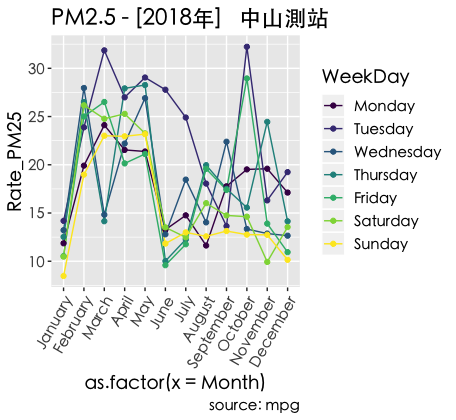 PM2.5 - [2018年] 中山測站
WeekDay
Monday
Tuesday
Wednesday
Thursday
Friday
Saturday
Sunday
Rate_PM25
30
25
20
15
10
January
February
March
April
May
June
July
August
September
October
November
December
as.factor(x = Month)
source: mpg